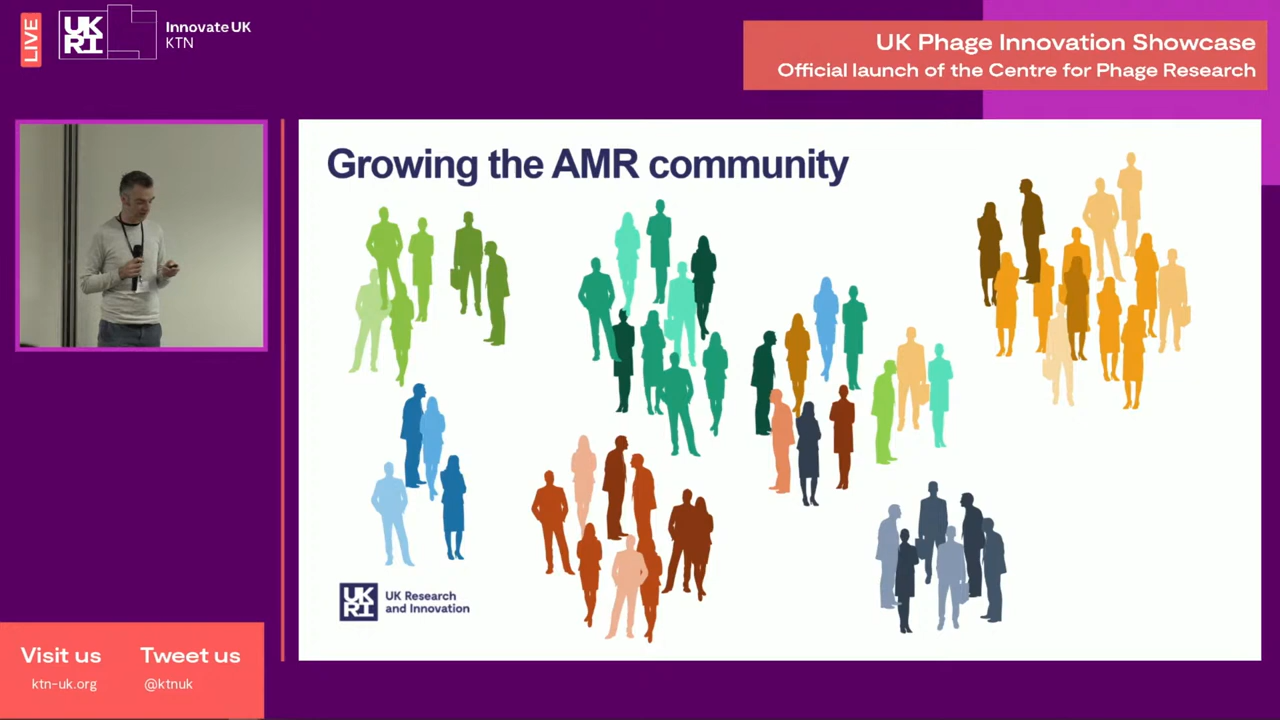 LIVE
UK
RI
Innovate UK
KTN
UK Phage Innovation Showcase
Official launch of the Centre for Phage Research
Growing the AMR community
UK
RI
UK Research
and Innovation
Visit us
Tweet us
ktn-uk.org
@ktnuk